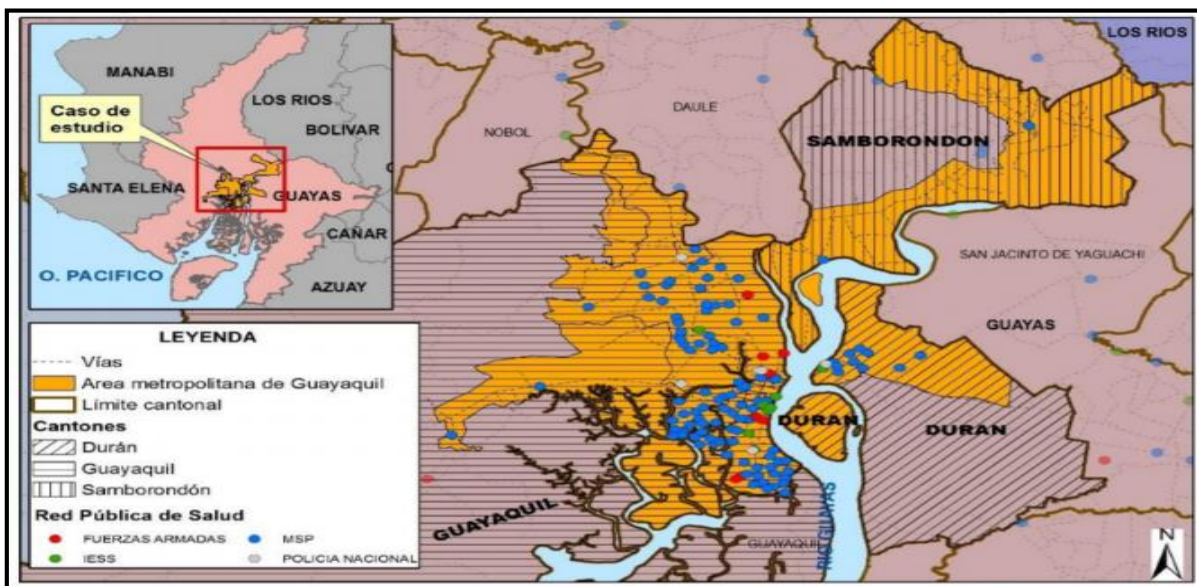 MANABI
LOS RIOS
Caso de
estudio
BOLIVAR
SANTA ELENA
GUAYAS
CAÑAR
O. PACIFICO
AZUAY
LOS RIOS
DAULE
NOBOL
SAMBORONDON
SAN JACINTO DE YAGUACHI
GUAYAS
DURAN
DURAN
GUAYAQUIL
GUAYAQUIL
RIO GUAYAS
N
LEYENDA
Vías
Area metropolitana de Guayaquil
Límite cantonal
Cantones
Durán
Guayaquil
Samborondón
Red Pública de Salud
FUERZAS ARMADAS
MSP
IESS
POLICIA NACIONAL